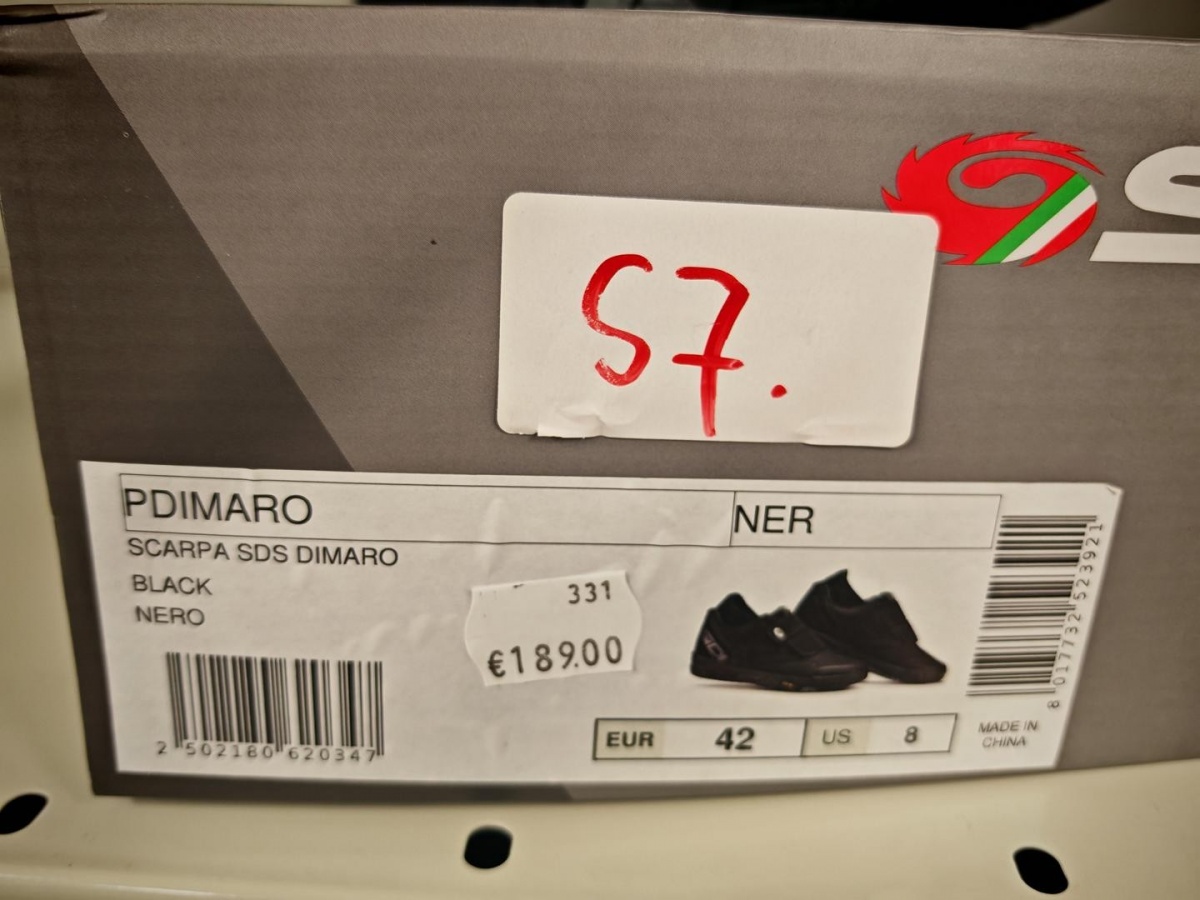 S7.
PDIMARO NER
SCARPA SDS DIMARO
BLACK
NERO
331
€189.00
2 502180 620347
EUR 42 US 8
MADE IN
CHINA
8 017732 523921